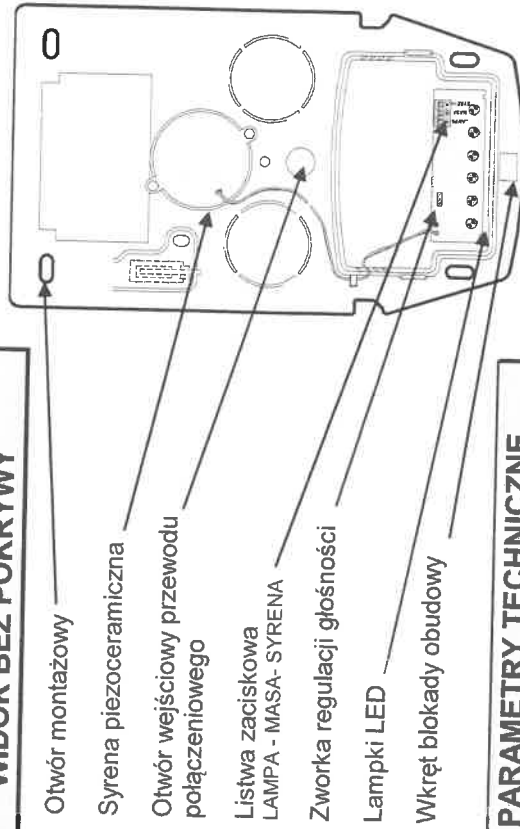 WIDOK BEZ POKRYWY
Otwór montażowy
Syrena piezoceramiczna
Otwór wejściowy przewodu
połączeniowego
Listwa zaciskowa
LAMPA - MASA- SYRENA
Zworka regulacji głośności
Lampki LED
Wkręt blokady obudowy
PARAMETRY TECHNICZNE